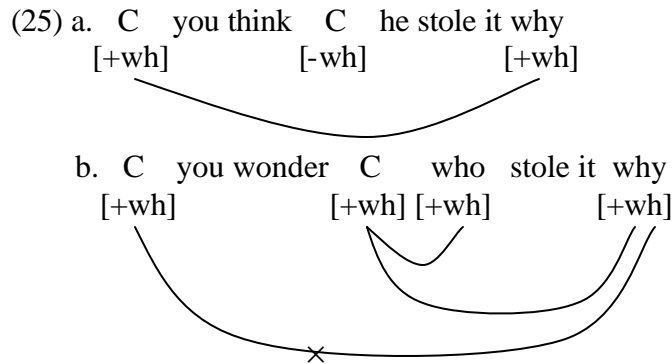 (25) a. C you think C he stole it why
[+wh] [-wh] [+wh]
b. C you wonder C who stole it why
[+wh] [+wh] [+wh] [+wh]